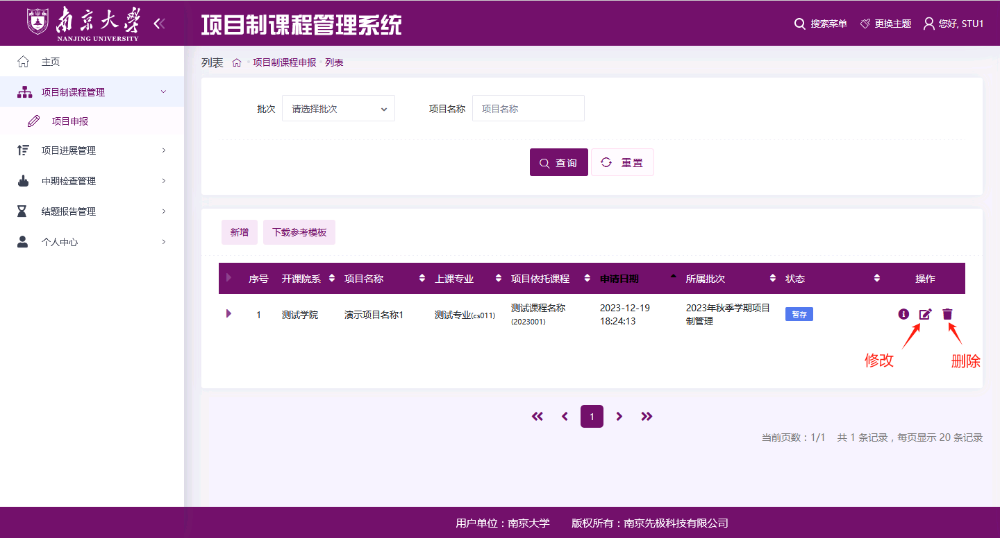 南京大学
NANJING UNIVERSITY
项目制课程管理系统
搜索菜单 更换主题 您好, STU1
主页
项目制课程管理
项目申报
项目进展管理
中期检查管理
结题报告管理
个人中心
列表 项目制课程申报 列表
批次 请选择批次 项目名称 项目名称
查询 重置
新增 下载参考模板
序号 开课院系 项目名称 上课专业 项目依托课程 申请日期 所属批次 状态 操作
1 测试学院 演示项目名称1 测试专业(cs011) 测试课程名称 2023-12-19 2023年秋季学期项目 暂存
(2023001) 18:24:13 制管理
修改 删除
1
当前页数：1/1 共 1 条记录，每页显示 20 条记录
用户单位：南京大学 版权所有：南京先极科技有限公司